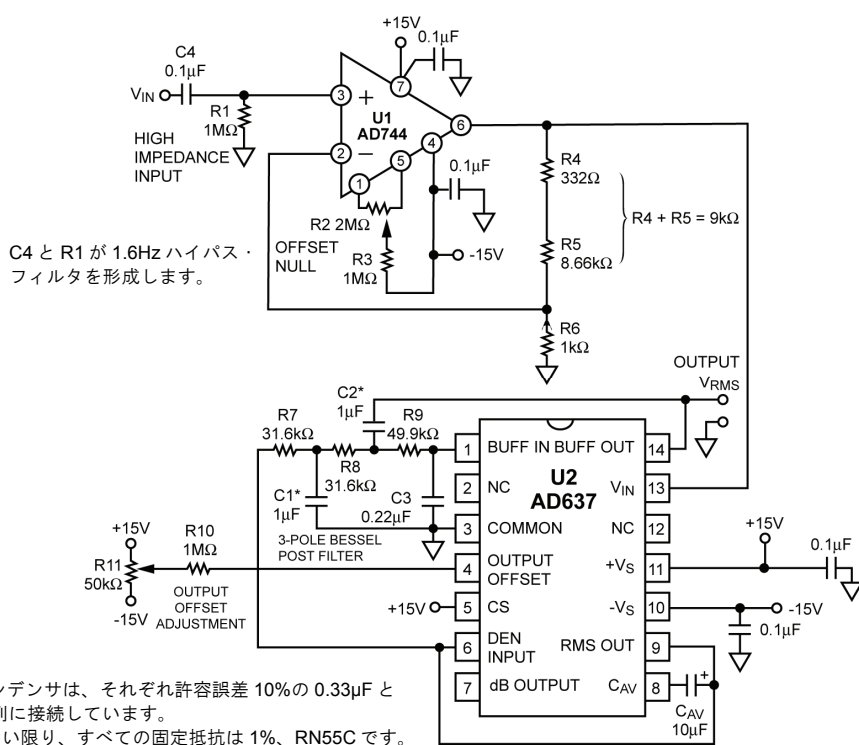 +15V
0.1μF
C4
0.1μF
VIN
R1
1MΩ
HIGH
IMPEDANCE
INPUT
3
+
7
U1
AD744
6
2
−
4
5
1
0.1μF
R2 2MΩ
OFFSET
NULL
R3
1MΩ
-15V
R4
332Ω
R4 + R5 = 9kΩ
R5
8.66kΩ
R6
1kΩ
C4 と R1 が 1.6Hz ハイパス・
フィルタを形成します。
OUTPUT
VRMS
C2*
1μF
R7
31.6kΩ
R9
49.9kΩ
R8
31.6kΩ
C1*
1μF
C3
0.22μF
3-POLE BESSEL
POST FILTER
1 BUFF IN BUFF OUT 14
U2
AD637
2 NC VIN 13
3 COMMON NC 12
4 OUTPUT OFFSET +VS 11
5 CS -VS 10
6 DEN INPUT RMS OUT 9
7 dB OUTPUT CAV 8
+15V
R11
50kΩ
-15V
R10
1MΩ
OUTPUT
OFFSET
ADJUSTMENT
+15V
+15V
0.1μF
-15V
0.1μF
+
CAV
10μF
ンデンサは、それぞれ許容誤差 10%の 0.33μF と
列に接続しています。
い限り、すべての固定抵抗は 1%、RN55C です。